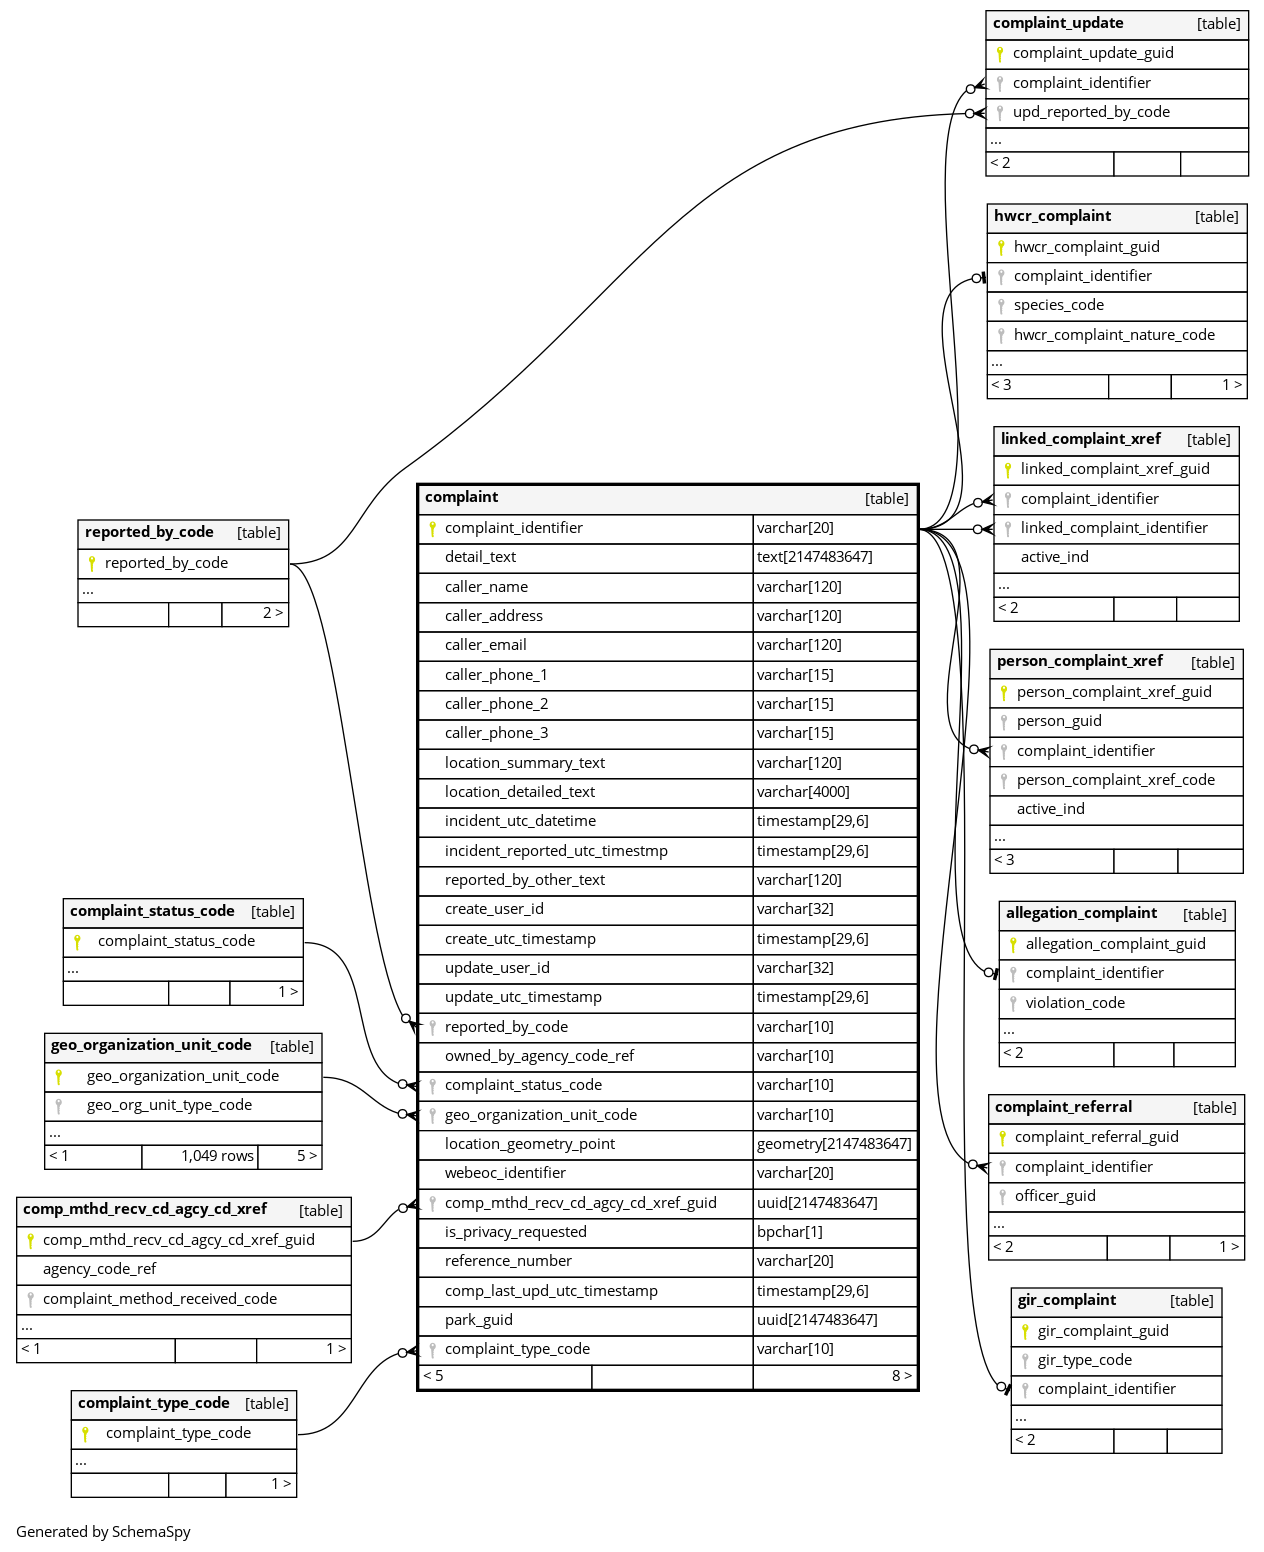 complaint_update [table]
complaint_update_guid
complaint_identifier
upd_reported_by_code
...
< 2
hwcr_complaint [table]
hwcr_complaint_guid
complaint_identifier
species_code
hwcr_complaint_nature_code
...
< 3 1 >
linked_complaint_xref [table]
linked_complaint_xref_guid
complaint_identifier
linked_complaint_identifier
active_ind
...
< 2
reported_by_code [table]
reported_by_code
...
2 >
complaint [table]
complaint_identifier varchar[20]
detail_text text[2147483647]
caller_name varchar[120]
caller_address varchar[120]
caller_email varchar[120]
caller_phone_1 varchar[15]
caller_phone_2 varchar[15]
caller_phone_3 varchar[15]
location_summary_text varchar[120]
location_detailed_text varchar[4000]
incident_utc_datetime timestamp[29,6]
incident_reported_utc_timestmp timestamp[29,6]
reported_by_other_text varchar[120]
create_user_id varchar[32]
create_utc_timestamp timestamp[29,6]
update_user_id varchar[32]
update_utc_timestamp timestamp[29,6]
reported_by_code varchar[10]
owned_by_agency_code_ref varchar[10]
complaint_status_code varchar[10]
geo_organization_unit_code varchar[10]
location_geometry_point geometry[2147483647]
webeoc_identifier varchar[20]
comp_mthd_recv_cd_agcy_cd_xref_guid uuid[2147483647]
is_privacy_requested bpchar[1]
reference_number varchar[20]
comp_last_upd_utc_timestamp timestamp[29,6]
park_guid uuid[2147483647]
complaint_type_code varchar[10]
< 5 8 >
person_complaint_xref [table]
person_complaint_xref_guid
person_guid
complaint_identifier
person_complaint_xref_code
active_ind
...
< 3
complaint_status_code [table]
complaint_status_code
...
1 >
allegation_complaint [table]
allegation_complaint_guid
complaint_identifier
violation_code
...
< 2
geo_organization_unit_code [table]
geo_organization_unit_code
geo_org_unit_type_code
...
< 1 1,049 rows 5 >
complaint_referral [table]
complaint_referral_guid
complaint_identifier
officer_guid
...
< 2 1 >
comp_mthd_recv_cd_agcy_cd_xref [table]
comp_mthd_recv_cd_agcy_cd_xref_guid
agency_code_ref
complaint_method_received_code
...
< 1 1 >
gir_complaint [table]
gir_complaint_guid
gir_type_code
complaint_identifier
...
< 2
complaint_type_code [table]
complaint_type_code
...
1 >
Generated by SchemaSpy